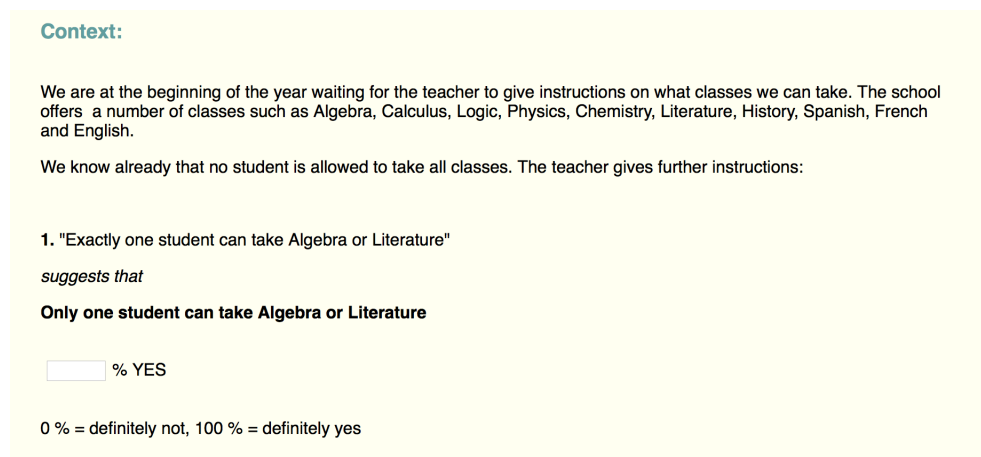 Context:
We are at the beginning of the year waiting for the teacher to give instructions on what classes we can take. The school
offers  a number of classes such as Algebra, Calculus, Logic, Physics, Chemistry, Literature, History, Spanish, French
and English.
We know already that no student is allowed to take all classes. The teacher gives further instructions:
1. "Exactly one student can take Algebra or Literature"
suggests that
Only one student can take Algebra or Literature
% YES
0 % = definitely not, 100 % = definitely yes